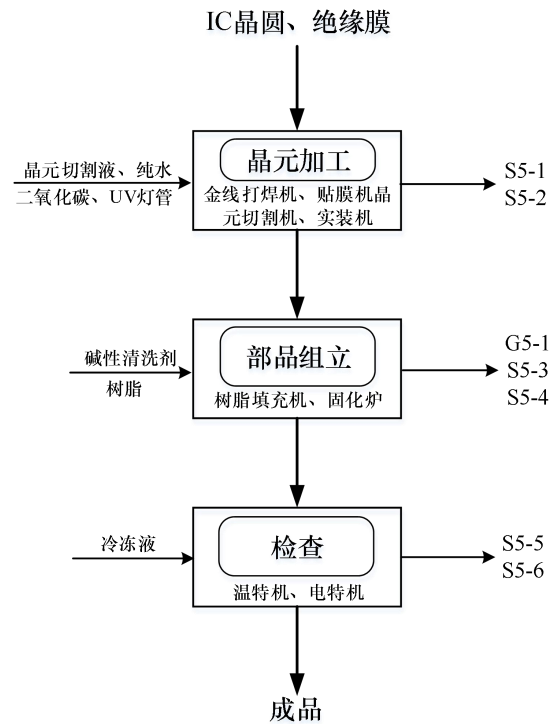 IC晶圆、绝缘膜
晶元切割液、纯水
二氧化碳、UV灯管
晶元加工
金线打焊机、贴膜机晶
元切割机、实装机
S5-1
S5-2
碱性清洗剂
树脂
部品组立
树脂填充机、固化炉
G5-1
S5-3
S5-4
冷冻液
检查
温特机、电特机
S5-5
S5-6
成品